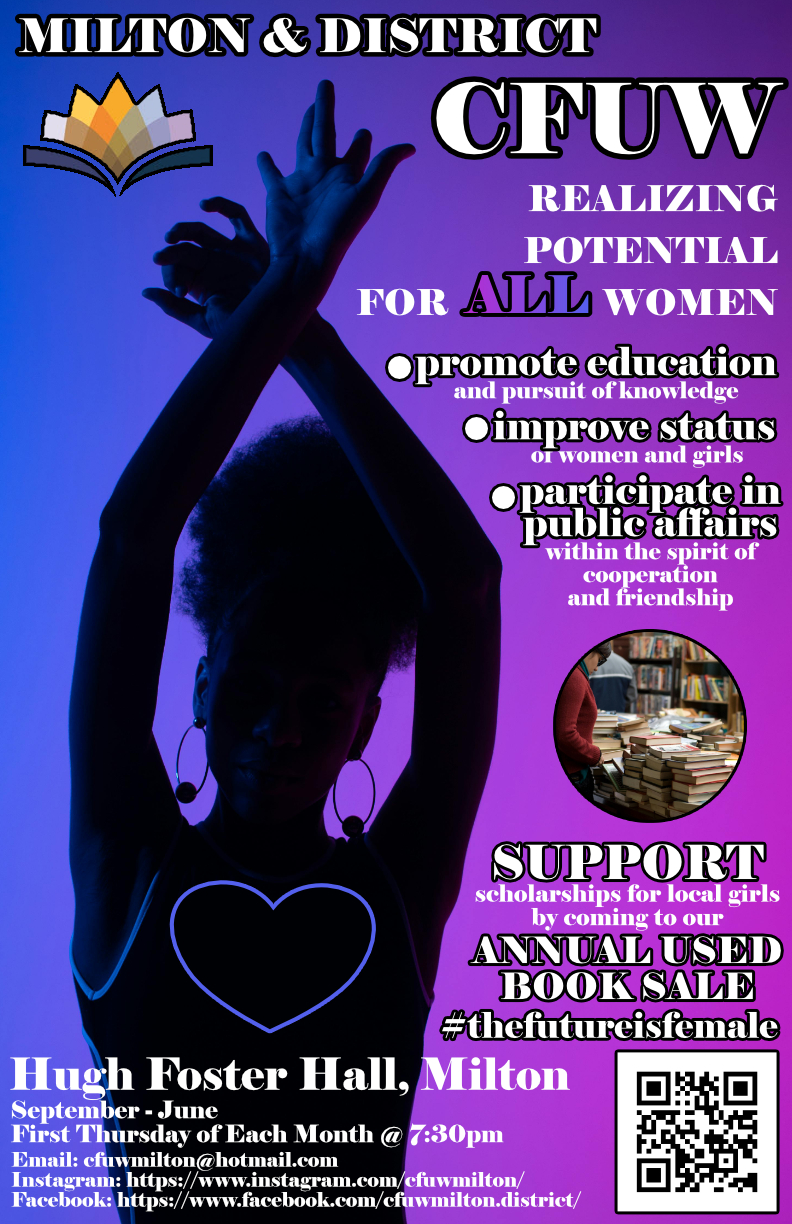 MILTON & DISTRICT
CFUW
REALIZING
POTENTIAL
FOR ALL WOMEN
●promote education
and pursuit of knowledge
●improve status
of women and girls
●participate in
public affairs
within the spirit of
cooperation
and friendship
SUPPORT
scholarships for local girls
by coming to our
ANNUAL USED
BOOK SALE
#thefutureisfemale
Hugh Foster Hall, Milton
September - June
First Thursday of Each Month @ 7:30pm
Email: cfuwmilton@hotmail.com
Instagram: https://www.instagram.com/cfuwmilton/
Facebook: https://www.facebook.com/cfuwmilton.district/